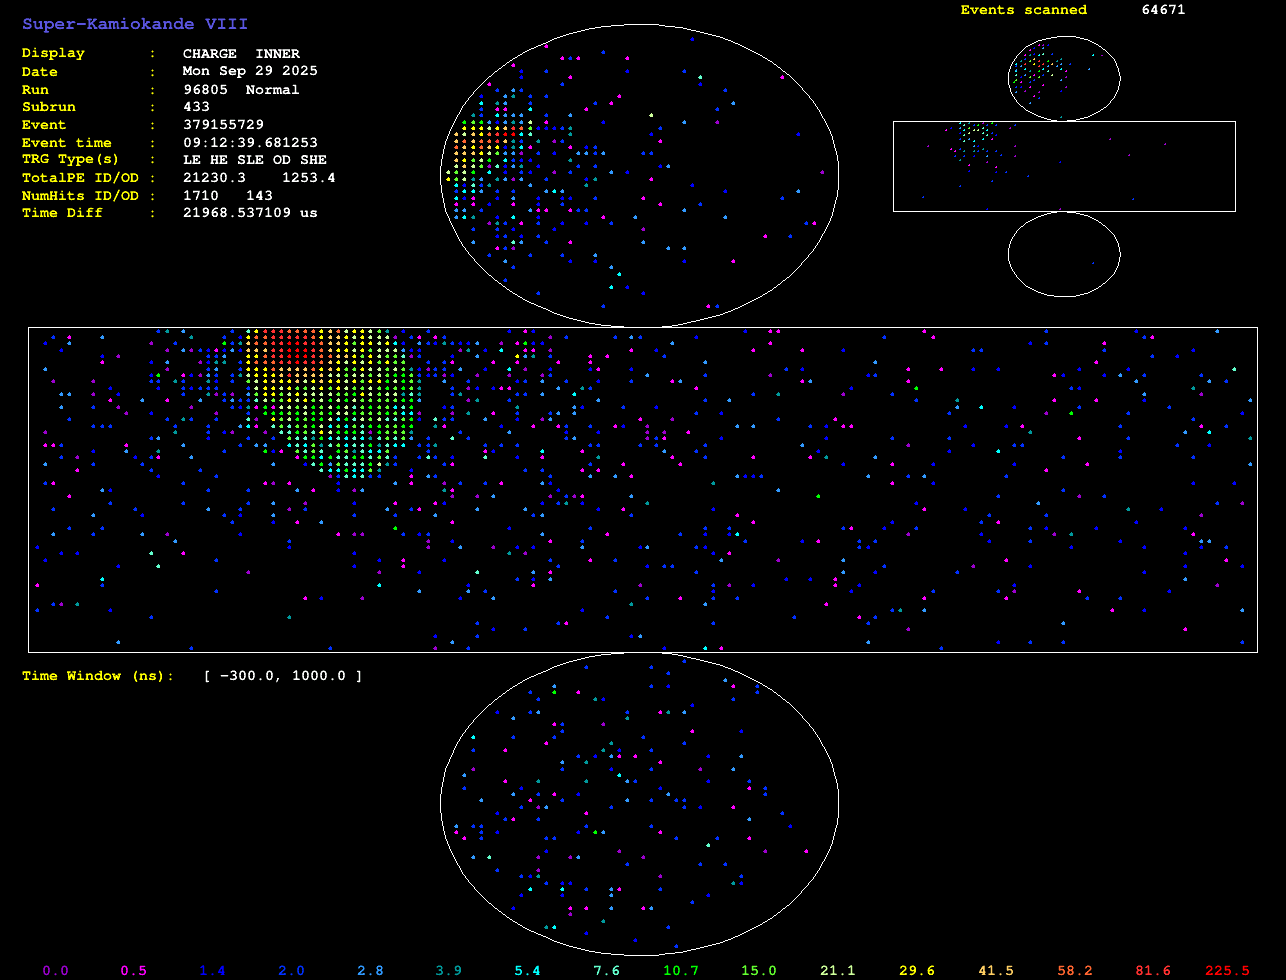 Super-Kamiokande VIII
Events scanned 64671
Display : CHARGE INNER
Date : Mon Sep 29 2025
Run : 96805 Normal
Subrun : 433
Event : 379155729
Event time : 09:12:39.681253
TRG Type(s) : LE HE SLE OD SHE
TotalPE ID/OD : 21230.3 1253.4
NumHits ID/OD : 1710 143
Time Diff : 21968.537109 us
Time Window (ns): [ -300.0, 1000.0 ]
0.0 0.5 1.4 2.0 2.8 3.9 5.4 7.6 10.7 15.0 21.1 29.6 41.5 58.2 81.6 225.5